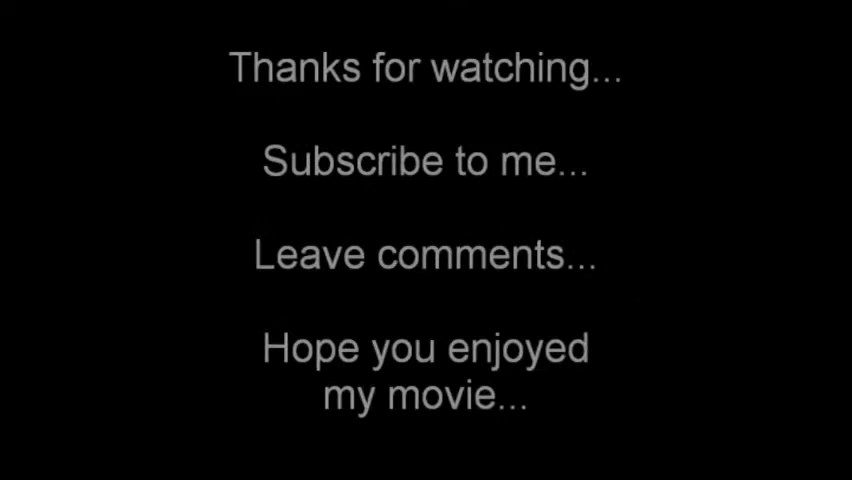 Thanks for watching...
Subscribe to me...
Leave comments...
Hope you enjoyed
my movie...